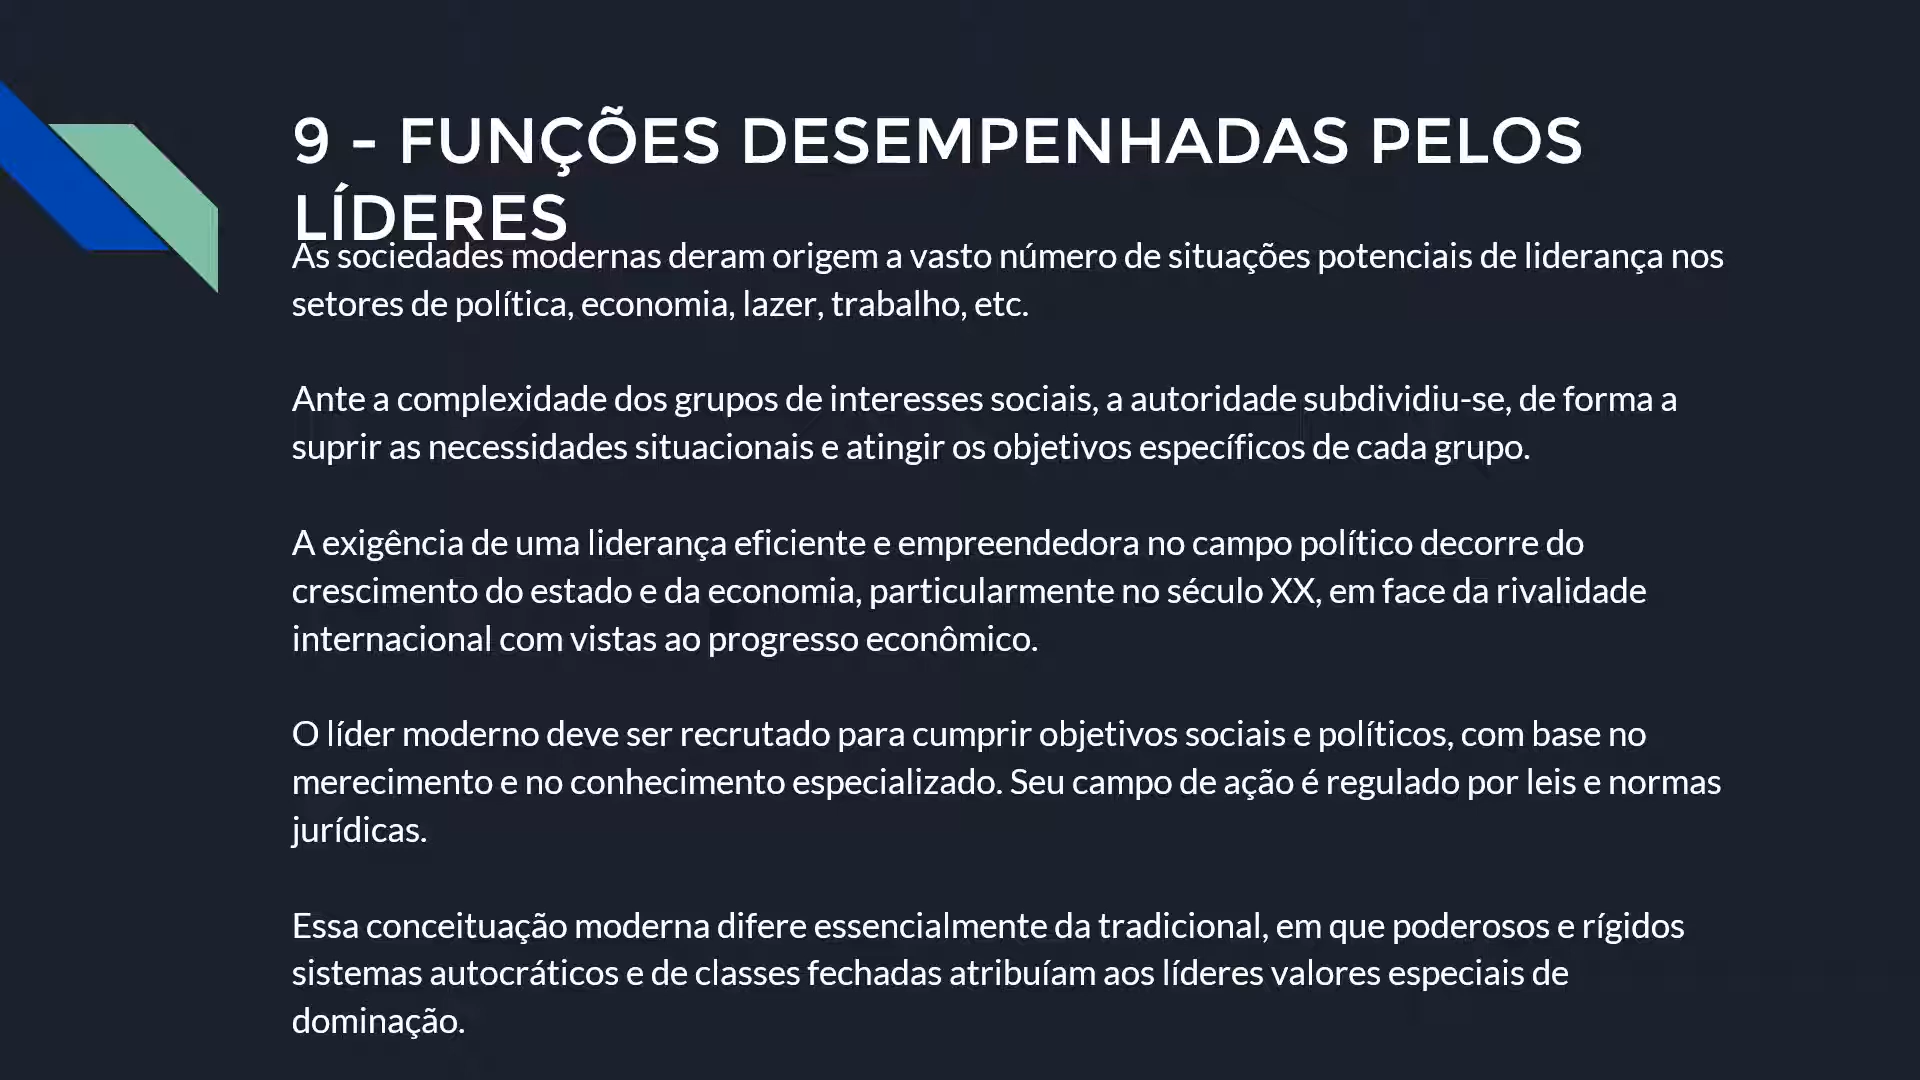 9 - FUNÇÕES DESEMPENHADAS PELOS
LÍDERES
As sociedades modernas deram origem a vasto número de situações potenciais de liderança nos
setores de política, economia, lazer, trabalho, etc.
Ante a complexidade dos grupos de interesses sociais, a autoridade subdividiu-se, de forma a
suprir as necessidades situacionais e atingir os objetivos específicos de cada grupo.
A exigência de uma liderança eficiente e empreendedora no campo político decorre do
crescimento do estado e da economia, particularmente no século XX, em face da rivalidade
internacional com vistas ao progresso econômico.
O líder moderno deve ser recrutado para cumprir objetivos sociais e políticos, com base no
merecimento e no conhecimento especializado. Seu campo de ação é regulado por leis e normas
jurídicas.
Essa conceituação moderna difere essencialmente da tradicional, em que poderosos e rígidos
sistemas autocráticos e de classes fechadas atribuíam aos líderes valores especiais de
dominação.